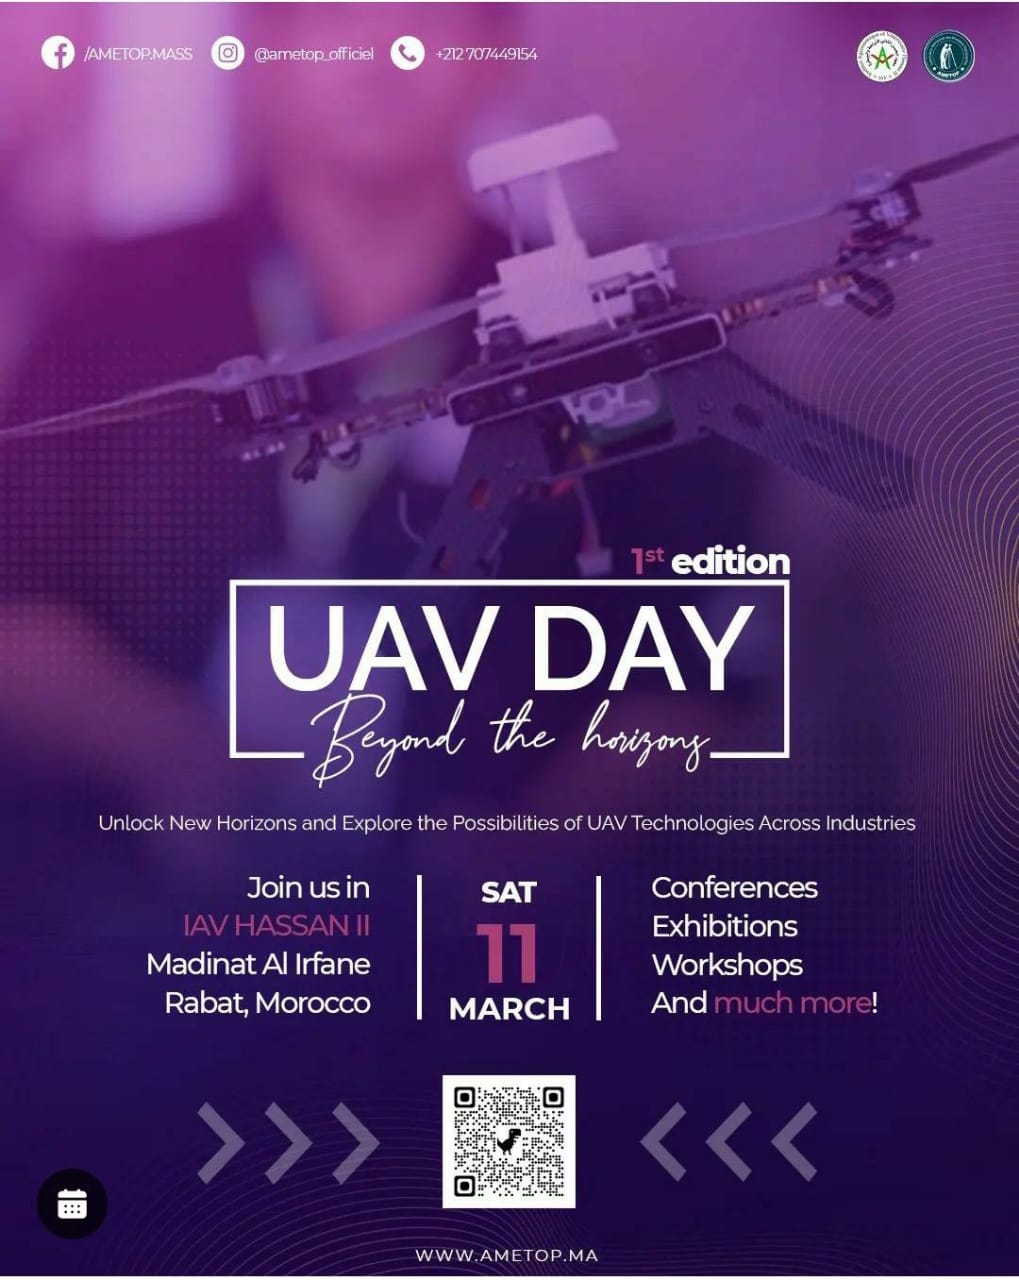 /AMETOP.MASS @ametop_officiel +212 707449154
AMETOP
1st edition
UAV DAY
Beyond the horizons
Unlock New Horizons and Explore the Possibilities of UAV Technologies Across Industries
Join us in
IAV HASSAN II
Madinat Al Irfane
Rabat, Morocco
SAT
11
MARCH
Conferences
Exhibitions
Workshops
And much more!
WWW.AMETOP.MA